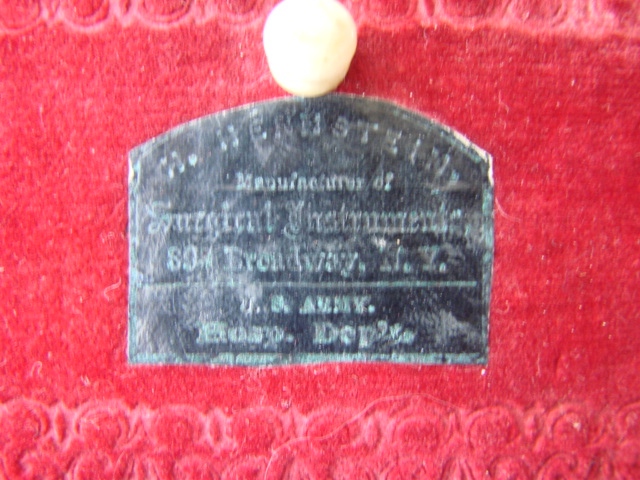 H. HERNSTEIN.
Manufacturer of
Surgical Instruments
Broadway, N. Y.
U. S. ARMY.
Hosp. Dep't.